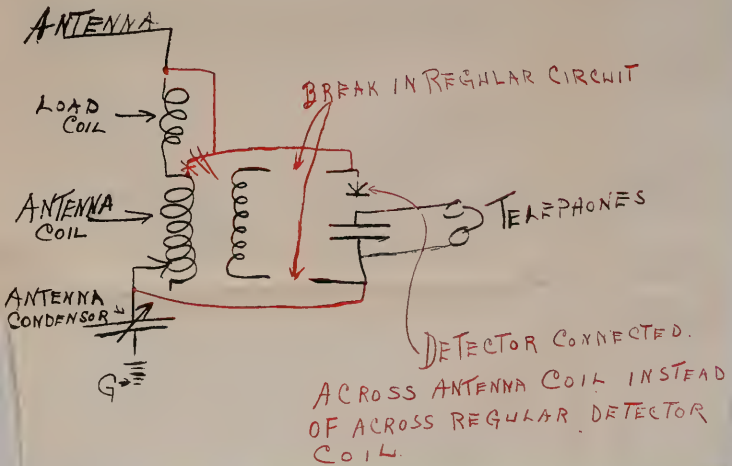 ANTENNA
BREAK IN REGULAR CIRCUIT
LOAD
COIL
ANTENNA
COIL
TELEPHONES
ANTENNA
CONDENSOR
G
DETECTOR CONNECTED.
ACROSS ANTENNA COIL INSTEAD
OF ACROSS REGULAR DETECTOR
COIL.